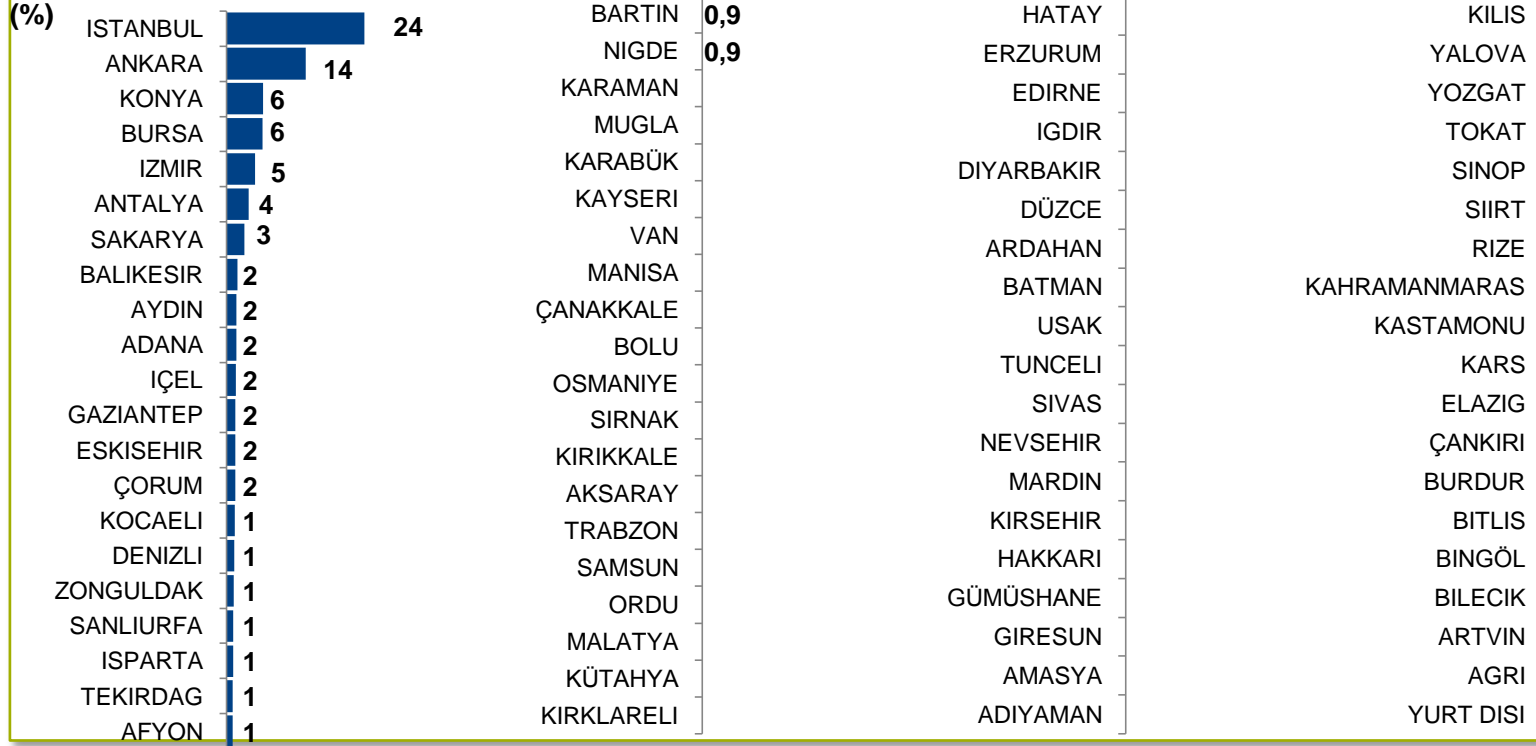 (%)
ISTANBUL 24
ANKARA 14
KONYA 6
BURSA 6
IZMIR 5
ANTALYA 4
SAKARYA 3
BALIKESIR 2
AYDIN 2
ADANA 2
IÇEL 2
GAZIANTEP 2
ESKISEHIR 2
ÇORUM 2
KOCAELI 1
DENIZLI 1
ZONGULDAK 1
SANLIURFA 1
ISPARTA 1
TEKIRDAG 1
AFYON 1
BARTIN 0,9
NIGDE 0,9
KARAMAN
MUGLA
KARABÜK
KAYSERI
VAN
MANISA
ÇANAKKALE
BOLU
OSMANIYE
SIRNAK
KIRIKKALE
AKSARAY
TRABZON
SAMSUN
ORDU
MALATYA
KÜTAHYA
KIRKLARELI
HATAY
ERZURUM
EDIRNE
IGDIR
DIYARBAKIR
DÜZCE
ARDAHAN
BATMAN
USAK
TUNCELI
SIVAS
NEVSEHIR
MARDIN
KIRSEHIR
HAKKARI
GÜMÜSHANE
GIRESUN
AMASYA
ADIYAMAN
KILIS
YALOVA
YOZGAT
TOKAT
SINOP
SIIRT
RIZE
KAHRAMANMARAS
KASTAMONU
KARS
ELAZIG
ÇANKIRI
BURDUR
BITLIS
BINGÖL
BILECIK
ARTVIN
AGRI
YURT DISI